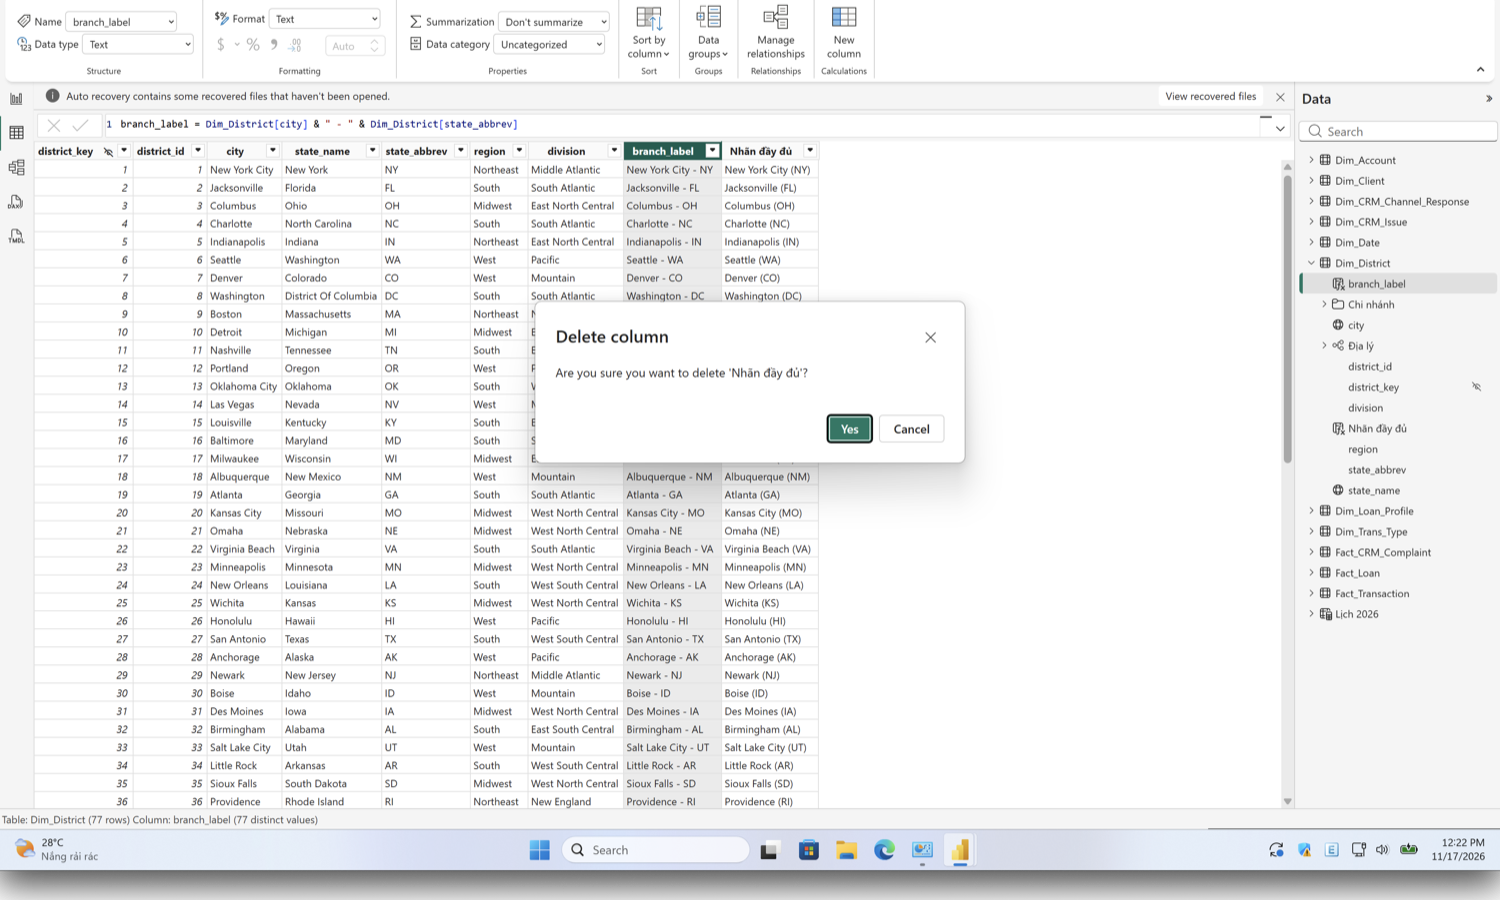 Name branch_label
Data type Text
Structure
Format Text
$ % 9 .00 Auto
Formatting
Summarization Don't summarize
Data category Uncategorized
Properties
Sort by column
Sort
Data groups
Groups
Manage relationships
Relationships
New column
Calculations
Auto recovery contains some recovered files that haven't been opened.
View recovered files
1 branch_label = Dim_District[city] & " - " & Dim_District[state_abbrev]
district_key district_id city state_name state_abbrev region division branch_label Nhãn đầy đủ
1 1 New York City New York NY Northeast Middle Atlantic New York City - NY New York City (NY)
2 2 Jacksonville Florida FL South South Atlantic Jacksonville - FL Jacksonville (FL)
3 3 Columbus Ohio OH Midwest East North Central Columbus - OH Columbus (OH)
4 4 Charlotte North Carolina NC South South Atlantic Charlotte - NC Charlotte (NC)
5 5 Indianapolis Indiana IN Northeast East North Central Indianapolis - IN Indianapolis (IN)
6 6 Seattle Washington WA West Pacific Seattle - WA Seattle (WA)
7 7 Denver Colorado CO West Mountain Denver - CO Denver (CO)
8 8 Washington District Of Columbia DC South South Atlantic Washington - DC Washington (DC)
9 9 Boston Massachusetts MA Northeast
10 10 Detroit Michigan MI Midwest
11 11 Nashville Tennessee TN South
12 12 Portland Oregon OR West
13 13 Oklahoma City Oklahoma OK South
14 14 Las Vegas Nevada NV West
15 15 Louisville Kentucky KY South
16 16 Baltimore Maryland MD South
17 17 Milwaukee Wisconsin WI Midwest
18 18 Albuquerque New Mexico NM West Mountain Albuquerque - NM Albuquerque (NM)
19 19 Atlanta Georgia GA South South Atlantic Atlanta - GA Atlanta (GA)
20 20 Kansas City Missouri MO Midwest West North Central Kansas City - MO Kansas City (MO)
21 21 Omaha Nebraska NE Midwest West North Central Omaha - NE Omaha (NE)
22 22 Virginia Beach Virginia VA South South Atlantic Virginia Beach - VA Virginia Beach (VA)
23 23 Minneapolis Minnesota MN Midwest West North Central Minneapolis - MN Minneapolis (MN)
24 24 New Orleans Louisiana LA South West South Central New Orleans - LA New Orleans (LA)
25 25 Wichita Kansas KS Midwest West North Central Wichita - KS Wichita (KS)
26 26 Honolulu Hawaii HI West Pacific Honolulu - HI Honolulu (HI)
27 27 San Antonio Texas TX South West South Central San Antonio - TX San Antonio (TX)
28 28 Anchorage Alaska AK West Pacific Anchorage - AK Anchorage (AK)
29 29 Newark New Jersey NJ Northeast Middle Atlantic Newark - NJ Newark (NJ)
30 30 Boise Idaho ID West Mountain Boise - ID Boise (ID)
31 31 Des Moines Iowa IA Midwest West North Central Des Moines - IA Des Moines (IA)
32 32 Birmingham Alabama AL South East South Central Birmingham - AL Birmingham (AL)
33 33 Salt Lake City Utah UT West Mountain Salt Lake City - UT Salt Lake City (UT)
34 34 Little Rock Arkansas AR South West South Central Little Rock - AR Little Rock (AR)
35 35 Sioux Falls South Dakota SD Midwest West North Central Sioux Falls - SD Sioux Falls (SD)
36 36 Providence Rhode Island RI Northeast New England Providence - RI Providence (RI)
Delete column
Are you sure you want to delete 'Nhãn đầy đủ'?
Yes Cancel
Data
Search
Dim_Account
Dim_Client
Dim_CRM_Channel_Response
Dim_CRM_Issue
Dim_Date
Dim_District
branch_label
Chi nhánh
city
Địa lý
district_id
district_key
division
Nhãn đầy đủ
region
state_abbrev
state_name
Dim_Loan_Profile
Dim_Trans_Type
Fact_CRM_Complaint
Fact_Loan
Fact_Transaction
Lịch 2026
Table: Dim_District (77 rows) Column: branch_label (77 distinct values)
28°C
Nắng rải rác
Search
12:22 PM
11/17/2026